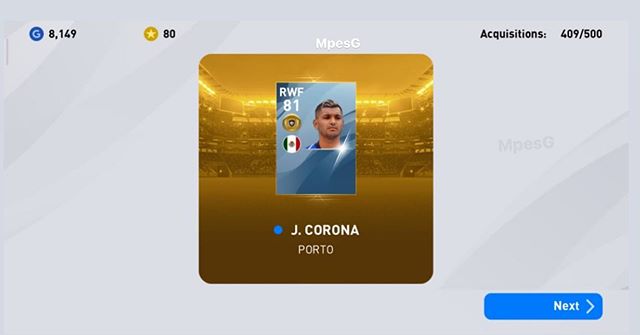 G 8,149 80 Acquisitions: 409/500
MpesG
RWF
81
MpesG
J. CORONA
PORTO
Next